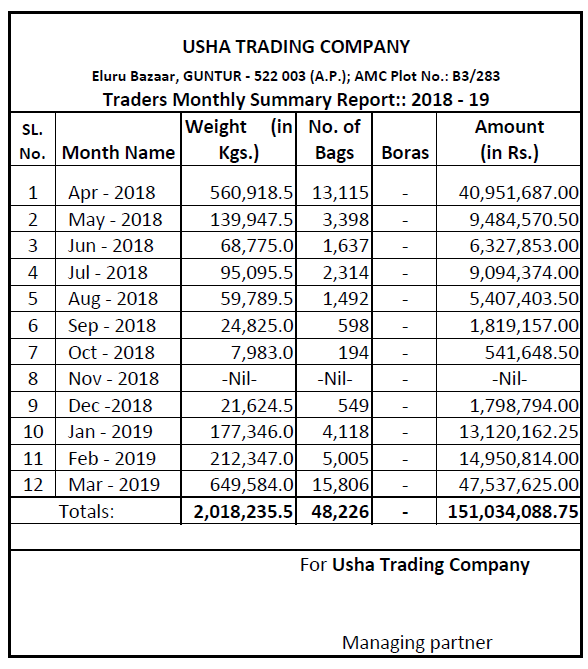 USHA TRADING COMPANY
Eluru Bazaar, GUNTUR - 522 003 (A.P.); AMC Plot No.: B3/283
Traders Monthly Summary Report:: 2018 - 19
SL. No. Month Name Weight (in Kgs.) No. of Bags Boras Amount (in Rs.)
1 Apr - 2018 560,918.5 13,115 - 40,951,687.00
2 May - 2018 139,947.5 3,398 - 9,484,570.50
3 Jun - 2018 68,775.0 1,637 - 6,327,853.00
4 Jul - 2018 95,095.5 2,314 - 9,094,374.00
5 Aug - 2018 59,789.5 1,492 - 5,407,403.50
6 Sep - 2018 24,825.0 598 - 1,819,157.00
7 Oct - 2018 7,983.0 194 - 541,648.50
8 Nov - 2018 -Nil- -Nil- - -Nil-
9 Dec -2018 21,624.5 549 - 1,798,794.00
10 Jan - 2019 177,346.0 4,118 - 13,120,162.25
11 Feb - 2019 212,347.0 5,005 - 14,950,814.00
12 Mar - 2019 649,584.0 15,806 - 47,537,625.00
Totals: 2,018,235.5 48,226 - 151,034,088.75
For Usha Trading Company
Managing partner